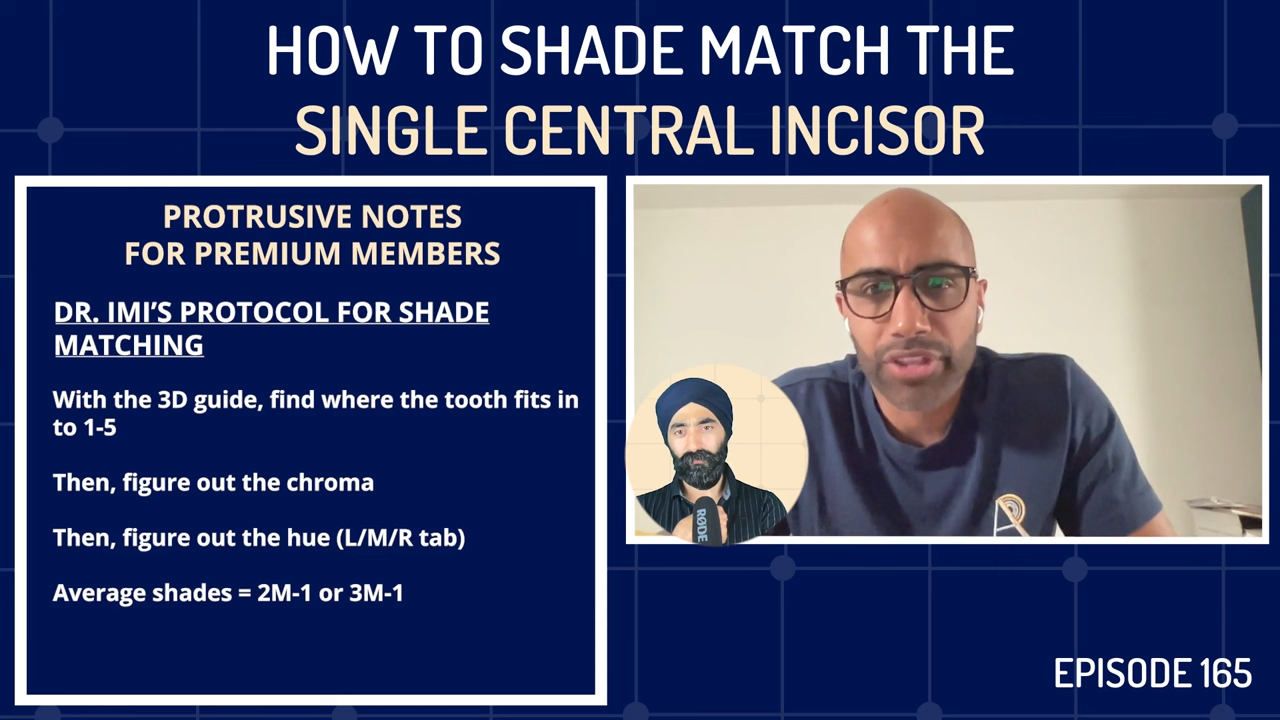 HOW TO SHADE MATCH THE
SINGLE CENTRAL INCISOR
PROTRUSIVE NOTES
FOR PREMIUM MEMBERS
DR. IMI'S PROTOCOL FOR SHADE
MATCHING
With the 3D guide, find where the tooth fits in
to 1-5
Then, figure out the chroma
Then, figure out the hue (L/M/R tab)
Average shades = 2M-1 or 3M-1
RØDE
EPISODE 165